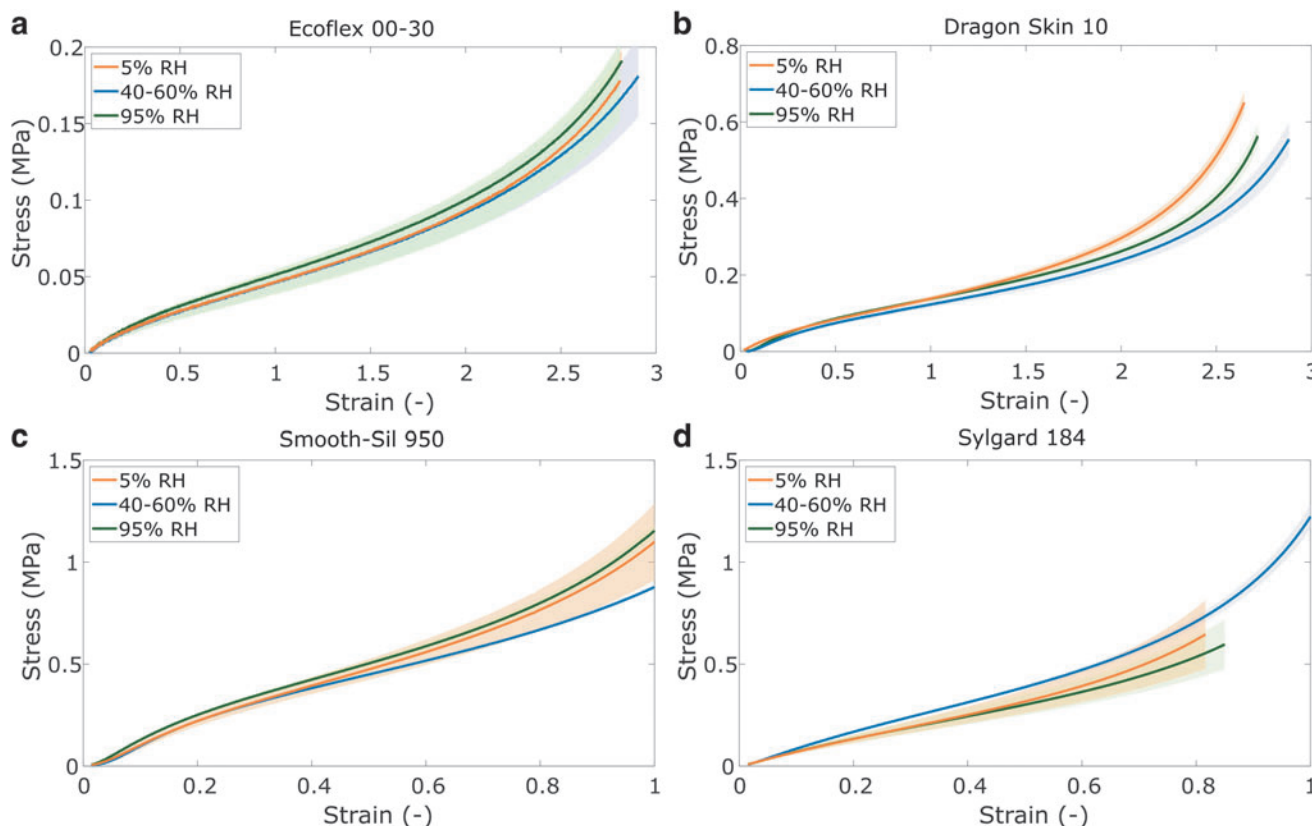 a
Ecoflex 00-30
0.2
0.15
0.1
0.05
0
Stress (MPa)
5% RH
40-60% RH
95% RH
0 0.5 1 1.5 2 2.5 3
Strain (-)
b
Dragon Skin 10
0.8
0.6
0.4
0.2
0
Stress (MPa)
5% RH
40-60% RH
95% RH
0 0.5 1 1.5 2 2.5 3
Strain (-)
c
Smooth-Sil 950
1.5
1
0.5
0
Stress (MPa)
5% RH
40-60% RH
95% RH
0 0.2 0.4 0.6 0.8 1
Strain (-)
d
Sylgard 184
1.5
1
0.5
0
Stress (MPa)
5% RH
40-60% RH
95% RH
0 0.2 0.4 0.6 0.8 1
Strain (-)